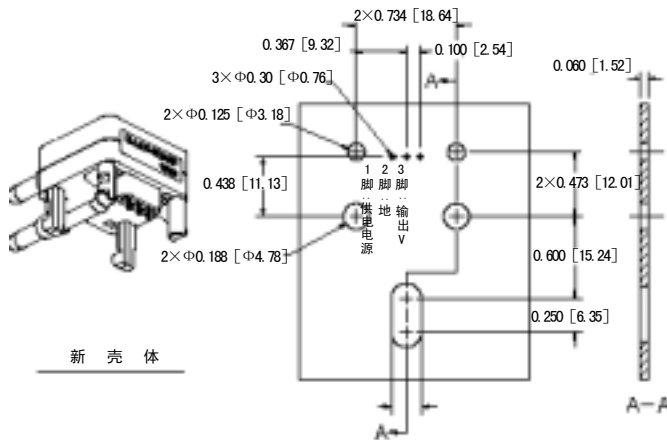 2×0.734 [18.64]
0.367 [9.32]
0.100 [2.54]
0.060 [1.52]
3×Φ0.30 [Φ0.76]
A
2×Φ0.125 [Φ3.18]
1脚:供电电源
2脚:地
3脚:输出V
0.438 [11.13]
2×0.473 [12.01]
2×Φ0.188 [Φ4.78]
0.600 [15.24]
0.250 [6.35]
新壳体
A
A-A